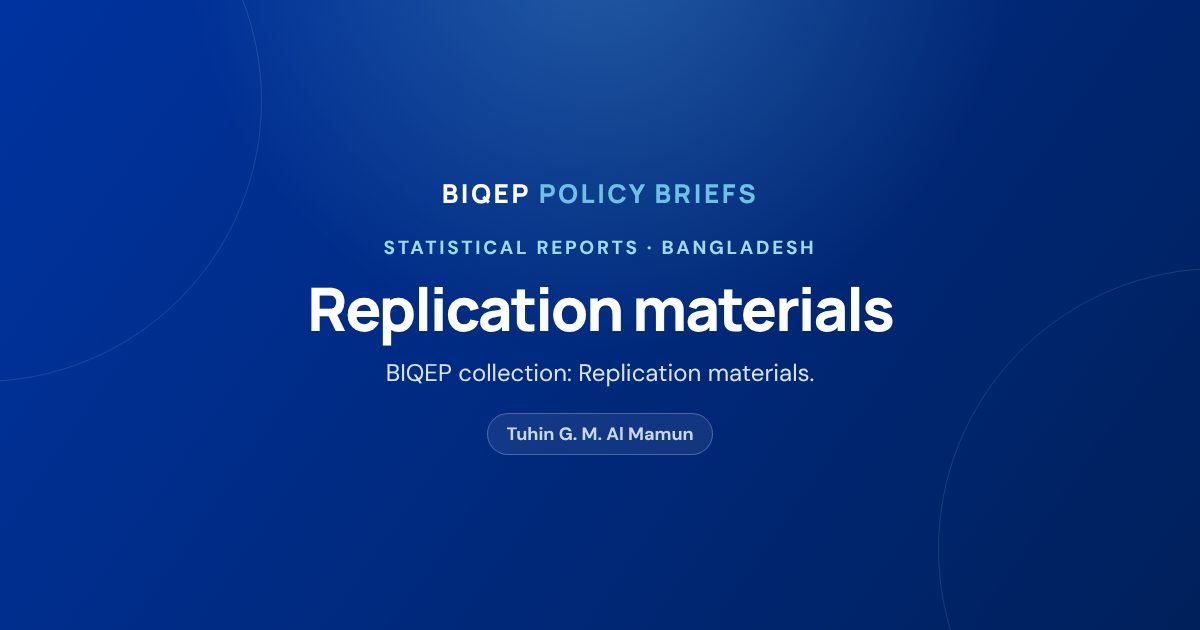 BIQEP POLICY BRIEFS
STATISTICAL REPORTS · BANGLADESH
Replication materials
BIQEP collection: Replication materials.
Tuhin G. M. Al Mamun